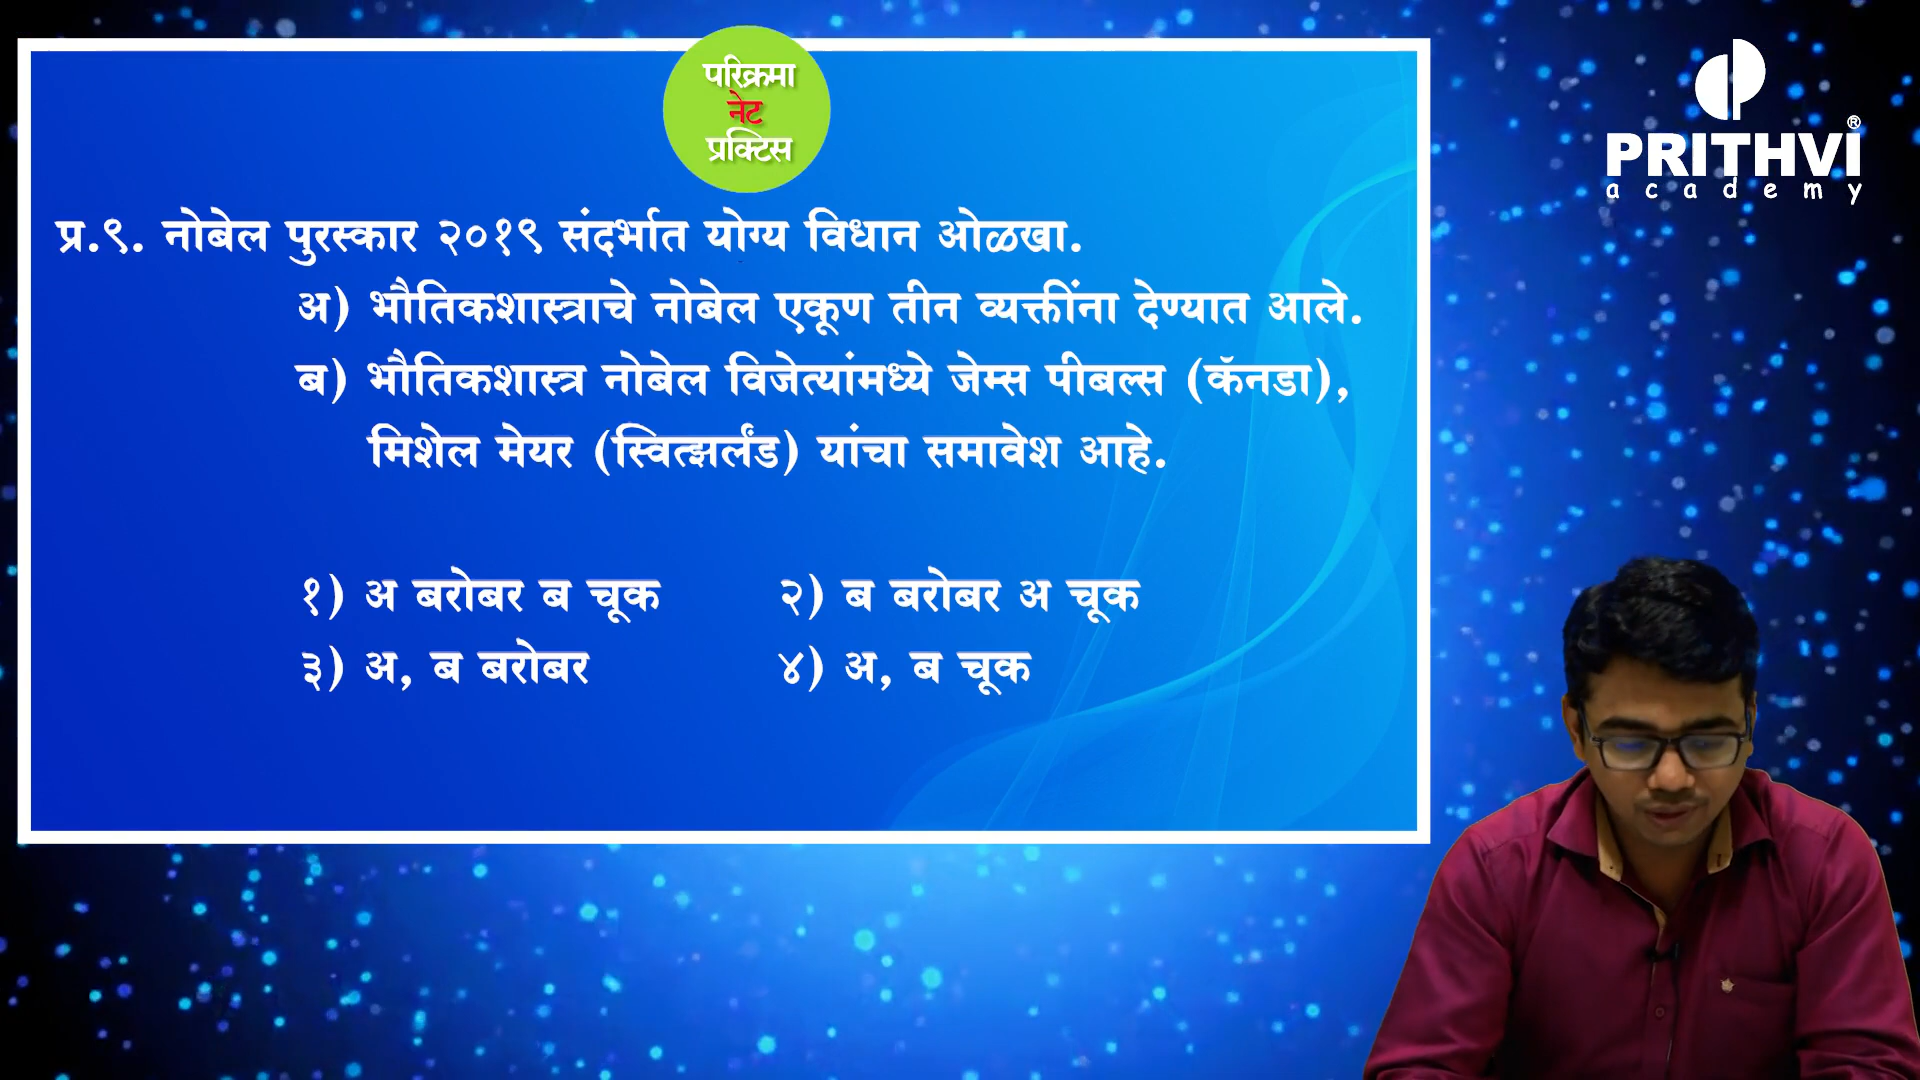 परिक्रमा
नेट
प्रक्टिस
PRITHVI®
academy
प्र.९. नोबेल पुरस्कार २०१९ संदर्भात योग्य विधान ओळखा.
अ) भौतिकशास्त्राचे नोबेल एकूण तीन व्यक्तींना देण्यात आले.
ब) भौतिकशास्त्र नोबेल विजेत्यांमध्ये जेम्स पीबल्स (कॅनडा),
मिशेल मेयर (स्वित्झर्लंड) यांचा समावेश आहे.
१) अ बरोबर ब चूक २) ब बरोबर अ चूक
३) अ, ब बरोबर ४) अ, ब चूक